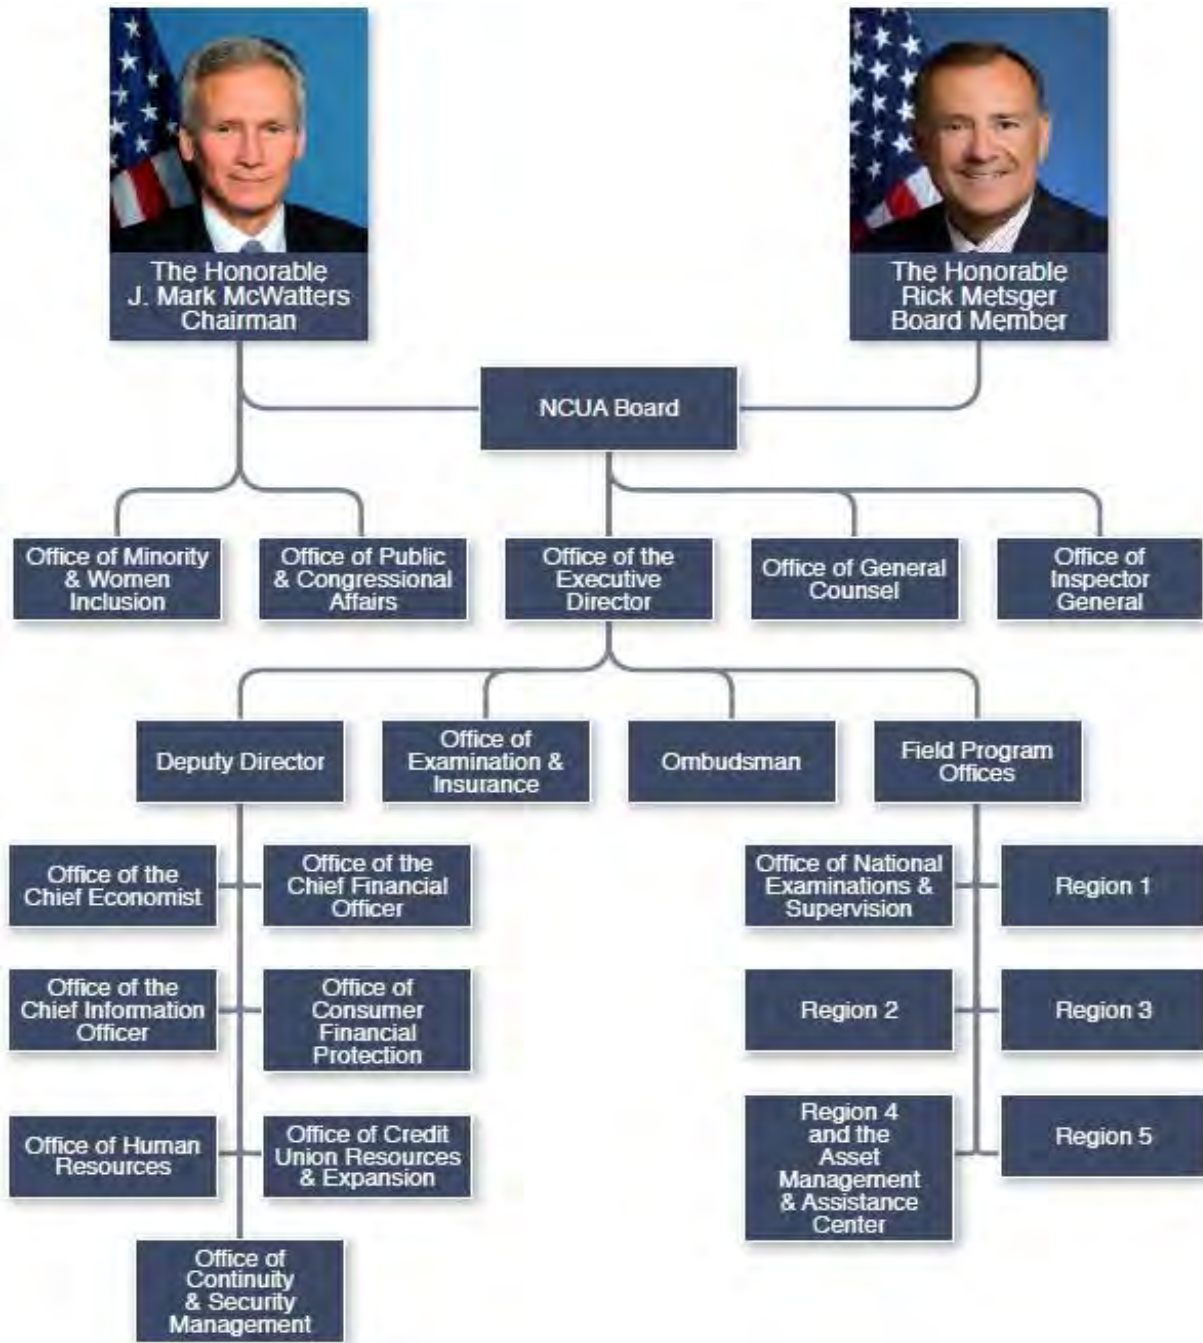 The Honorable
J. Mark McWatters
Chairman
The Honorable
Rick Metsger
Board Member
NCUA Board
Office of Minority
& Women
Inclusion
Office of Public
& Congressional
Affairs
Office of the
Executive
Director
Office of General
Counsel
Office of
Inspector
General
Deputy Director
Office of
Examination &
Insurance
Ombudsman
Field Program
Offices
Office of the
Chief Economist
Office of the
Chief Financial
Officer
Office of National
Examinations &
Supervision
Region 1
Office of the
Chief Information
Officer
Office of
Consumer
Financial
Protection
Region 2
Region 3
Office of Human
Resources
Office of Credit
Union Resources
& Expansion
Region 4
and the
Asset
Management
& Assistance
Center
Region 5
Office of
Continuity
& Security
Management